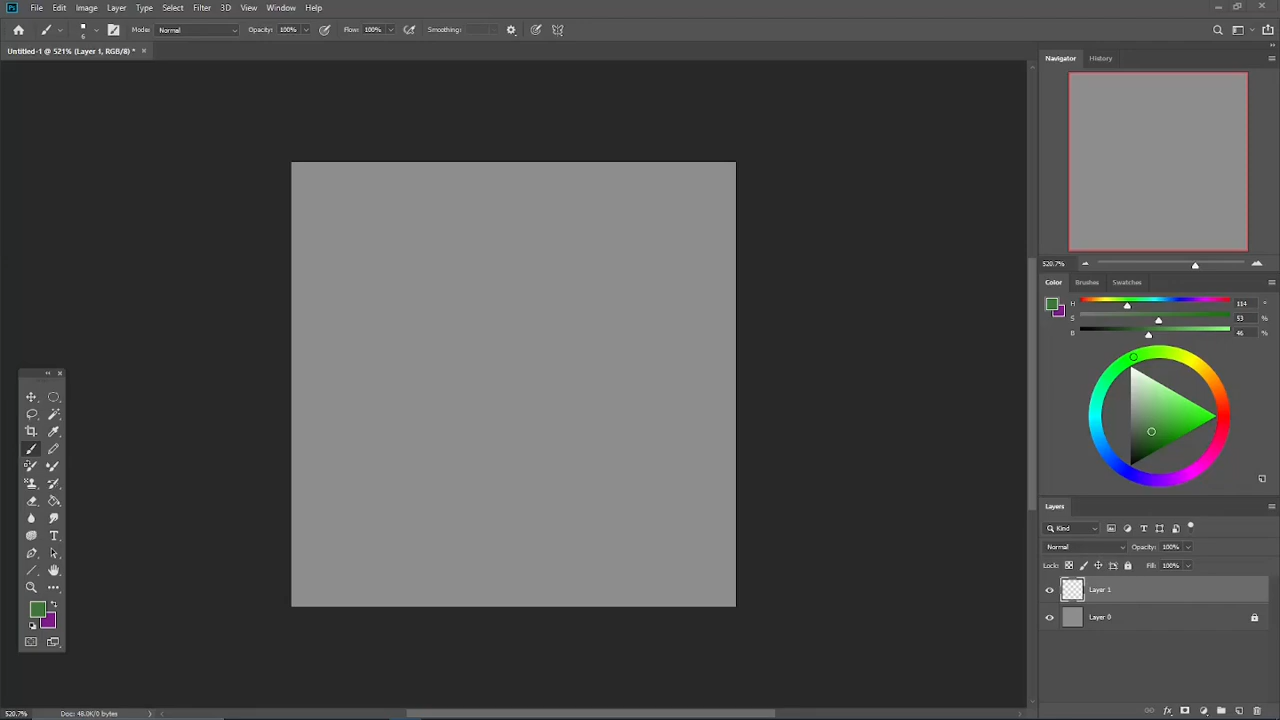 Ps File Edit Image Layer Type Select Filter 3D View Window Help
6 Mode: Normal Opacity: 100% Flow: 100% Smoothing:
Untitled-1 @ 521% (Layer 1, RGB/8) *
Navigator History
520.7%
Color Brushes Swatches
H 114 °
S 53 %
B 46 %
Layers
Kind
Normal Opacity: 100%
Lock: Fill: 100%
Layer 1
Layer 0
520.7% Doc: 48.0K/0 bytes